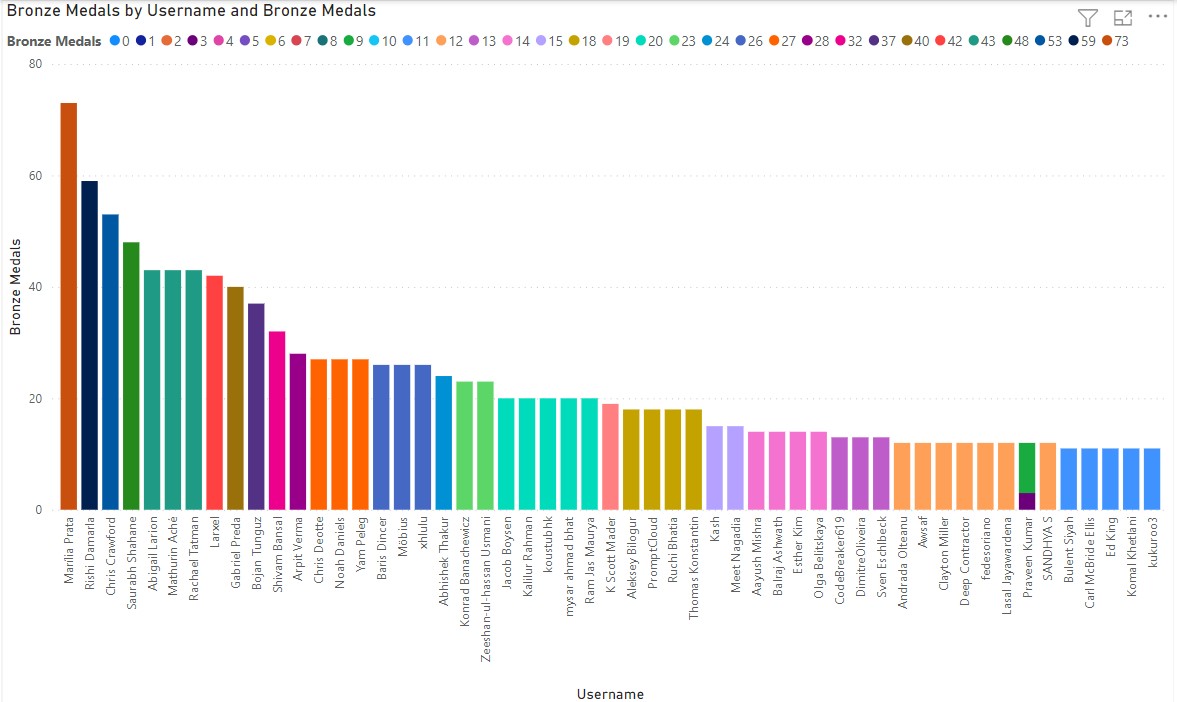 Bronze Medals by Username and Bronze Medals
Bronze Medals 0 1 2 3 4 5 6 7 8 9 10 11 12 13 14 15 18 19 20 23 24 26 27 28 32 37 40 42 43 48 53 59 73
80
60
40
20
0
Bronze Medals
Marília Prata
Rishi Damarla
Chris Crawford
Saurabh Shahane
Abigail Larion
Mathurin Aché
Rachael Tatman
Larxel
Gabriel Preda
Bojan Tunguz
Shivam Bansal
Arpit Verma
Chris Deotte
Noah Daniels
Yam Peleg
Baris Dincer
Möbius
xhlulu
Abhishek Thakur
Konrad Banachewicz
Zeeshan-ul-hassan Usmani
Jacob Boysen
Kalilur Rahman
koustubhk
mysar ahmad bhat
Ram Jas Maurya
K Scott Mader
Aleksey Bilogur
PromptCloud
Ruchi Bhatia
Thomas Konstantin
Kash
Meet Nagadia
Aayush Mishra
Balraj Ashwath
Esther Kim
Olga Belitskaya
CodeBreaker619
DimitreOliveira
Sven Eschlbeck
Andrada Olteanu
Awsaf
Clayton Miller
Deep Contractor
fedesoriano
Lasal Jayawardena
Praveen Kumar
SANDHYA S
Bulent Siyah
Carl McBride Ellis
Ed King
Komal Khetlani
kukuroo3
Username